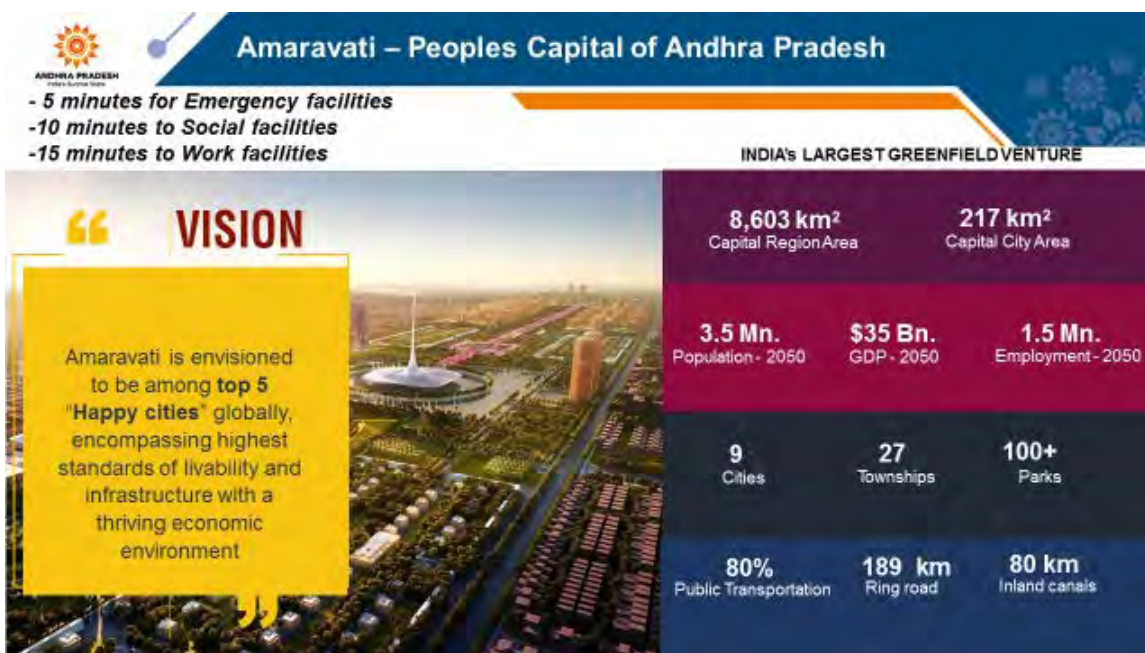 Amaravati – Peoples Capital of Andhra Pradesh
ANDHRA PRADESH
India's Sunrise State
- 5 minutes for Emergency facilities
-10 minutes to Social facilities
-15 minutes to Work facilities
INDIA's LARGEST GREENFIELD VENTURE
“
VISION
Amaravati is envisioned
to be among top 5
"Happy cities" globally,
encompassing highest
standards of livability and
infrastructure with a
thriving economic
environment
”
8,603 km²
Capital Region Area
217 km²
Capital City Area
3.5 Mn.
Population - 2050
$35 Bn.
GDP - 2050
1.5 Mn.
Employment - 2050
9
Cities
27
Townships
100+
Parks
80%
Public Transportation
189 km
Ring road
80 km
Inland canals